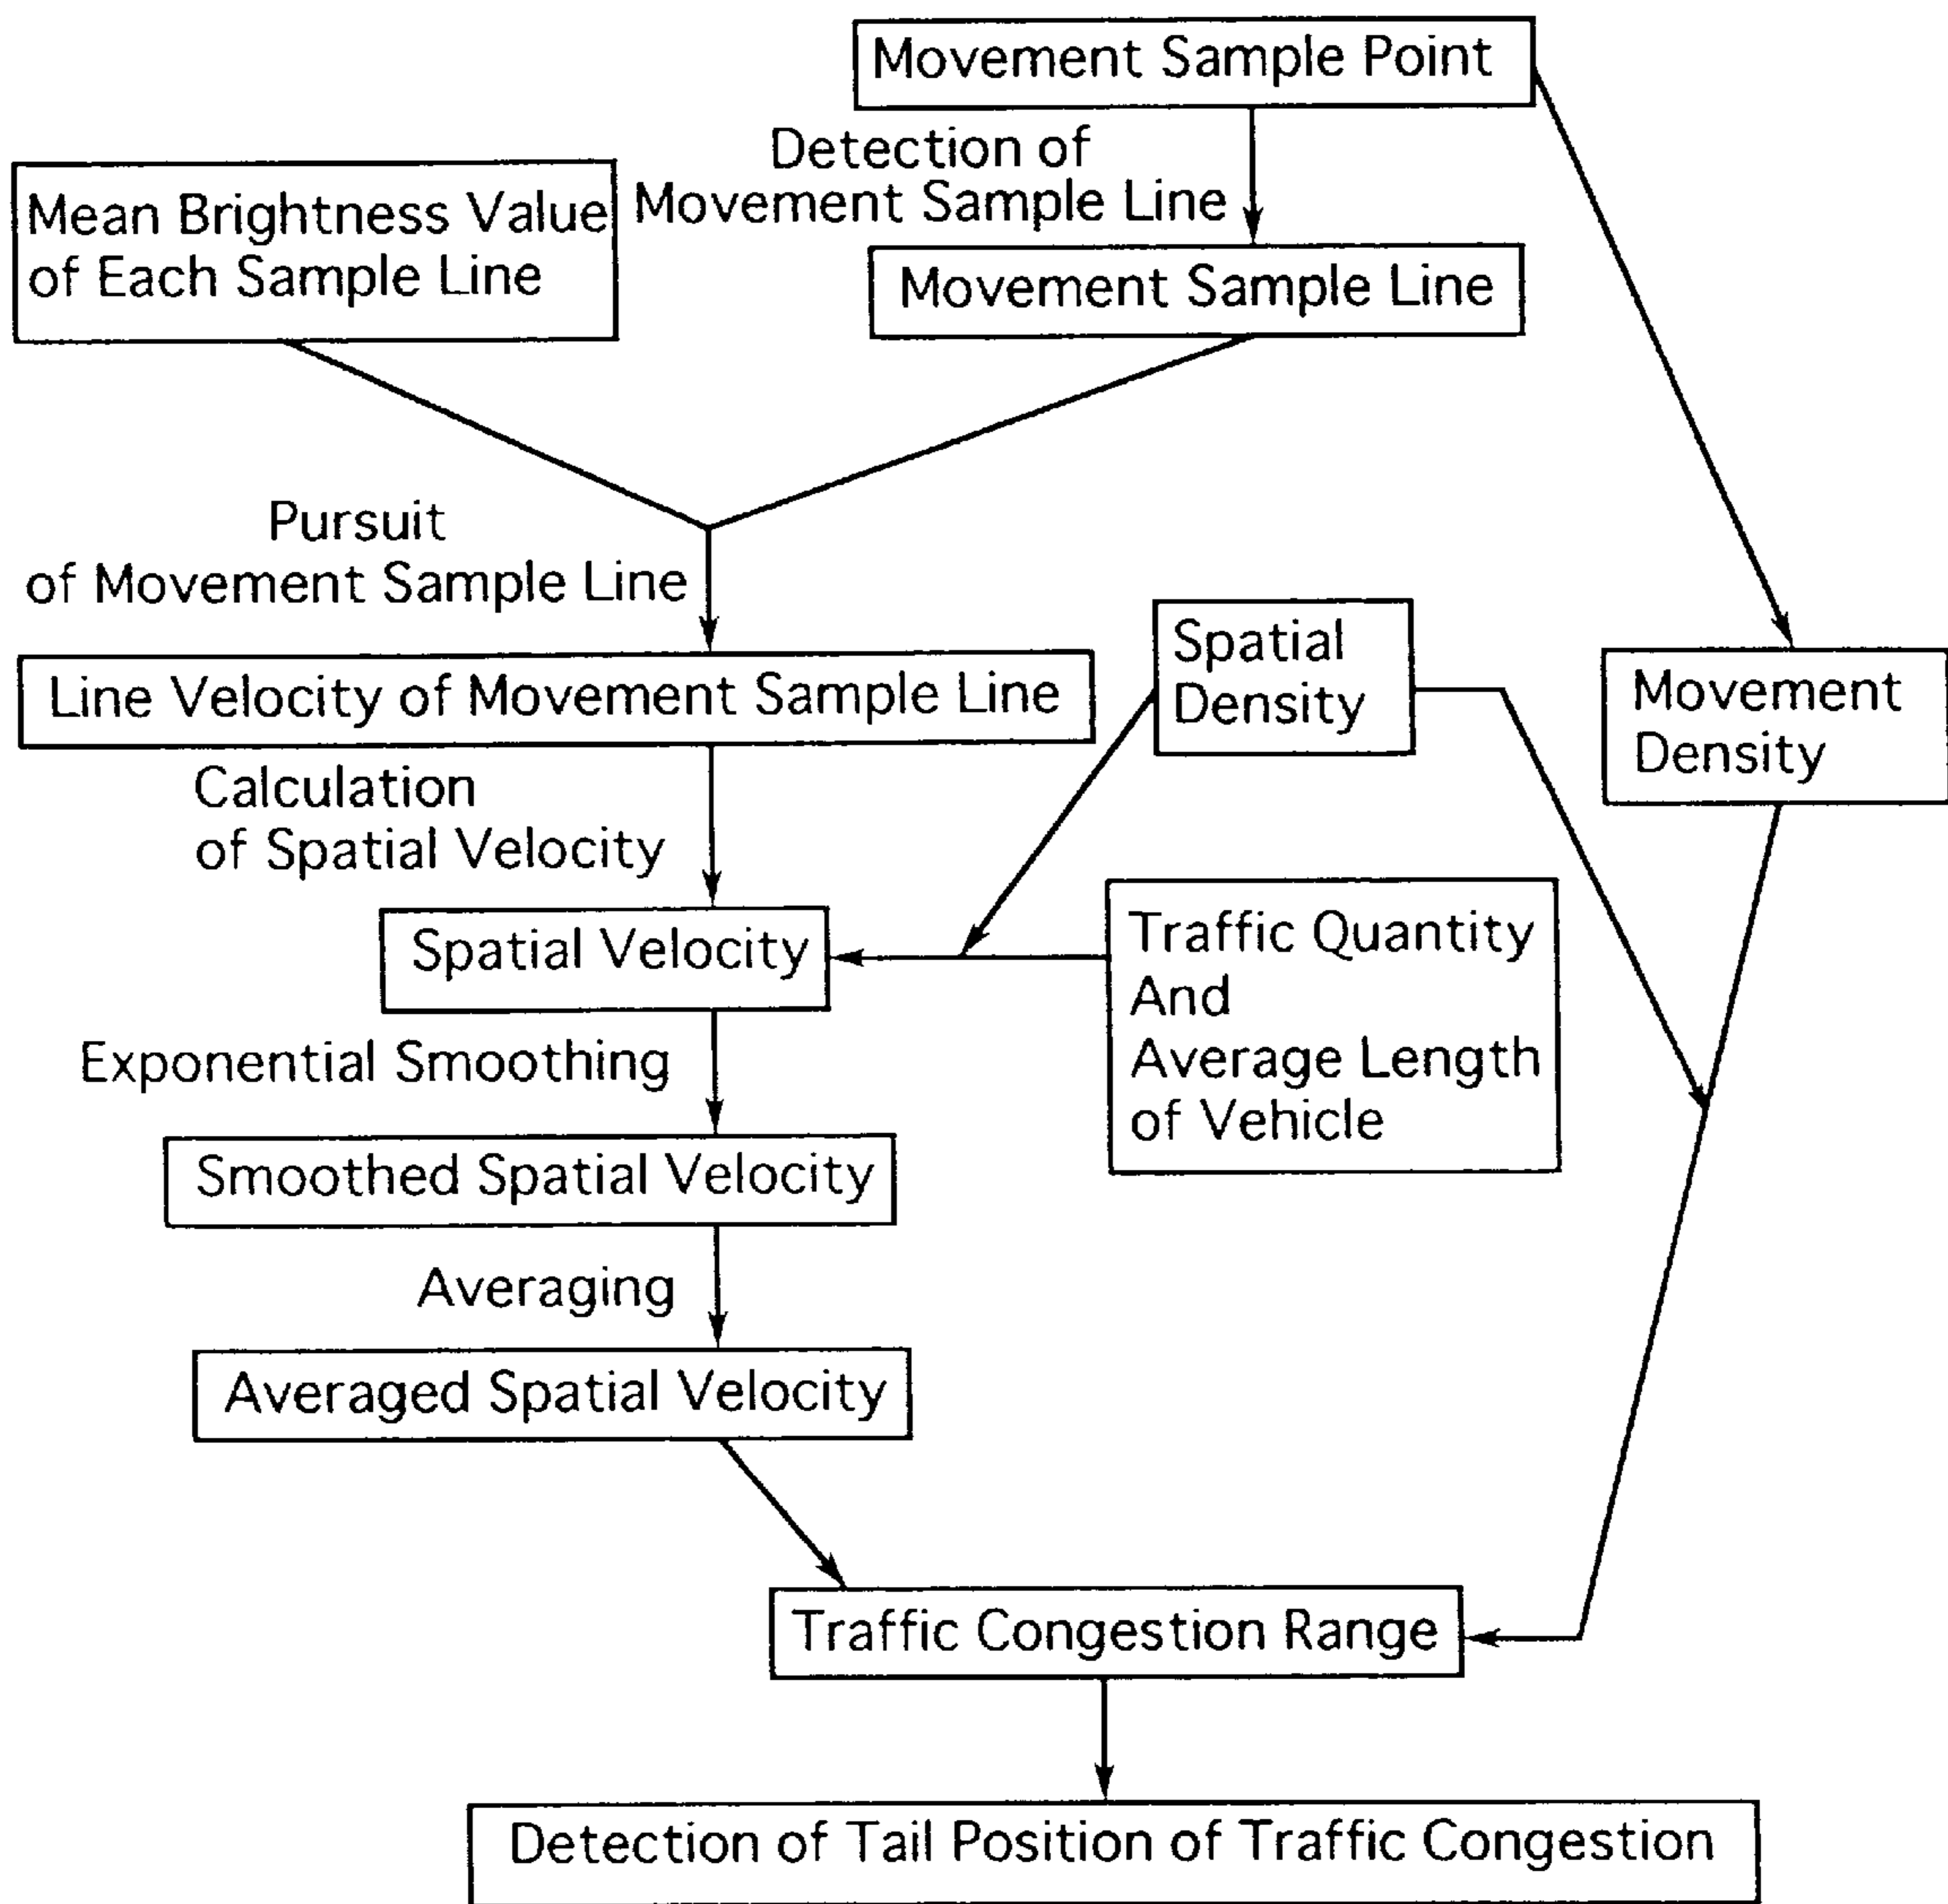 Movement Sample Point
Detection of
Movement Sample Line
Mean Brightness Value
of Each Sample Line
Movement Sample Line
Pursuit
of Movement Sample Line
Line Velocity of Movement Sample Line
Spatial
Density
Movement
Density
Calculation
of Spatial Velocity
Spatial Velocity
Traffic Quantity
And
Average Length
of Vehicle
Exponential Smoothing
Smoothed Spatial Velocity
Averaging
Averaged Spatial Velocity
Traffic Congestion Range
Detection of Tail Position of Traffic Congestion